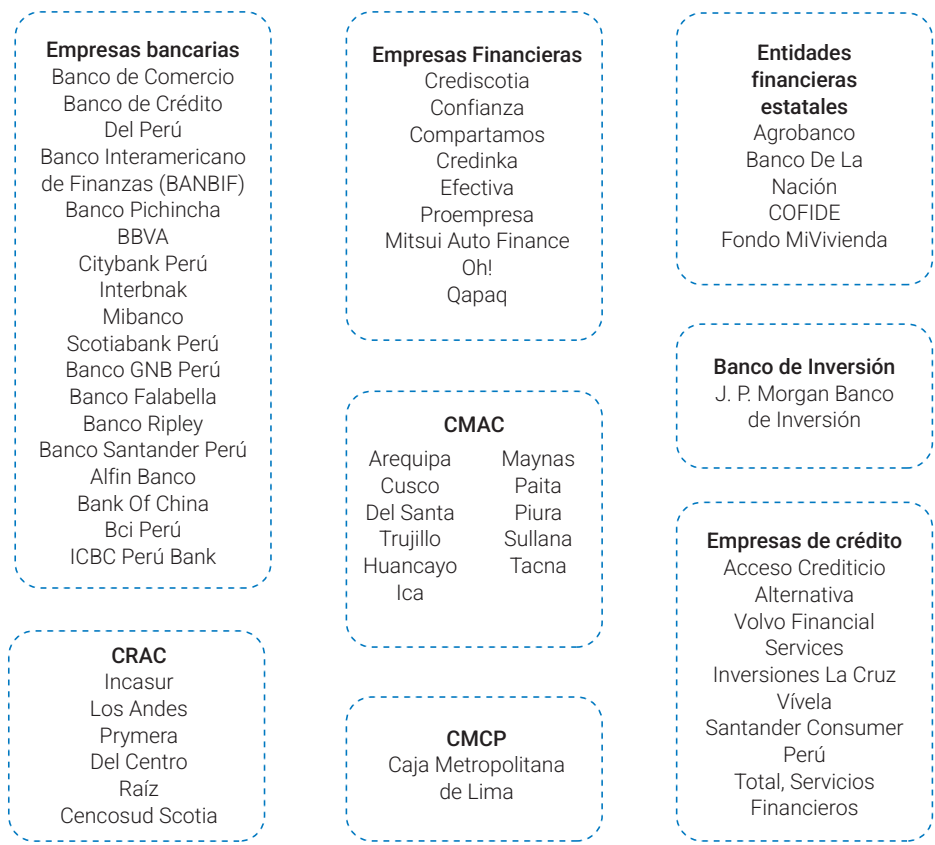 Empresas bancarias
Banco de Comercio
Banco de Crédito
Del Perú
Banco Interamericano
de Finanzas (BANBIF)
Banco Pichincha
BBVA
Citybank Perú
Interbnak
Mibanco
Scotiabank Perú
Banco GNB Perú
Banco Falabella
Banco Ripley
Banco Santander Perú
Alfin Banco
Bank Of China
Bci Perú
ICBC Perú Bank
CRAC
Incasur
Los Andes
Prymera
Del Centro
Raíz
Cencosud Scotia
Empresas Financieras
Crediscotia
Confianza
Compartamos
Credinka
Efectiva
Proempresa
Mitsui Auto Finance
Oh!
Qapaq
CMAC
Arequipa
Cusco
Del Santa
Trujillo
Huancayo
Ica
Maynas
Paita
Piura
Sullana
Tacna
CMCP
Caja Metropolitana
de Lima
Entidades
financieras
estatales
Agrobanco
Banco De La
Nación
COFIDE
Fondo MiVivienda
Banco de Inversión
J. P. Morgan Banco
de Inversión
Empresas de crédito
Acceso Crediticio
Alternativa
Volvo Financial
Services
Inversiones La Cruz
Vívela
Santander Consumer
Perú
Total, Servicios
Financieros